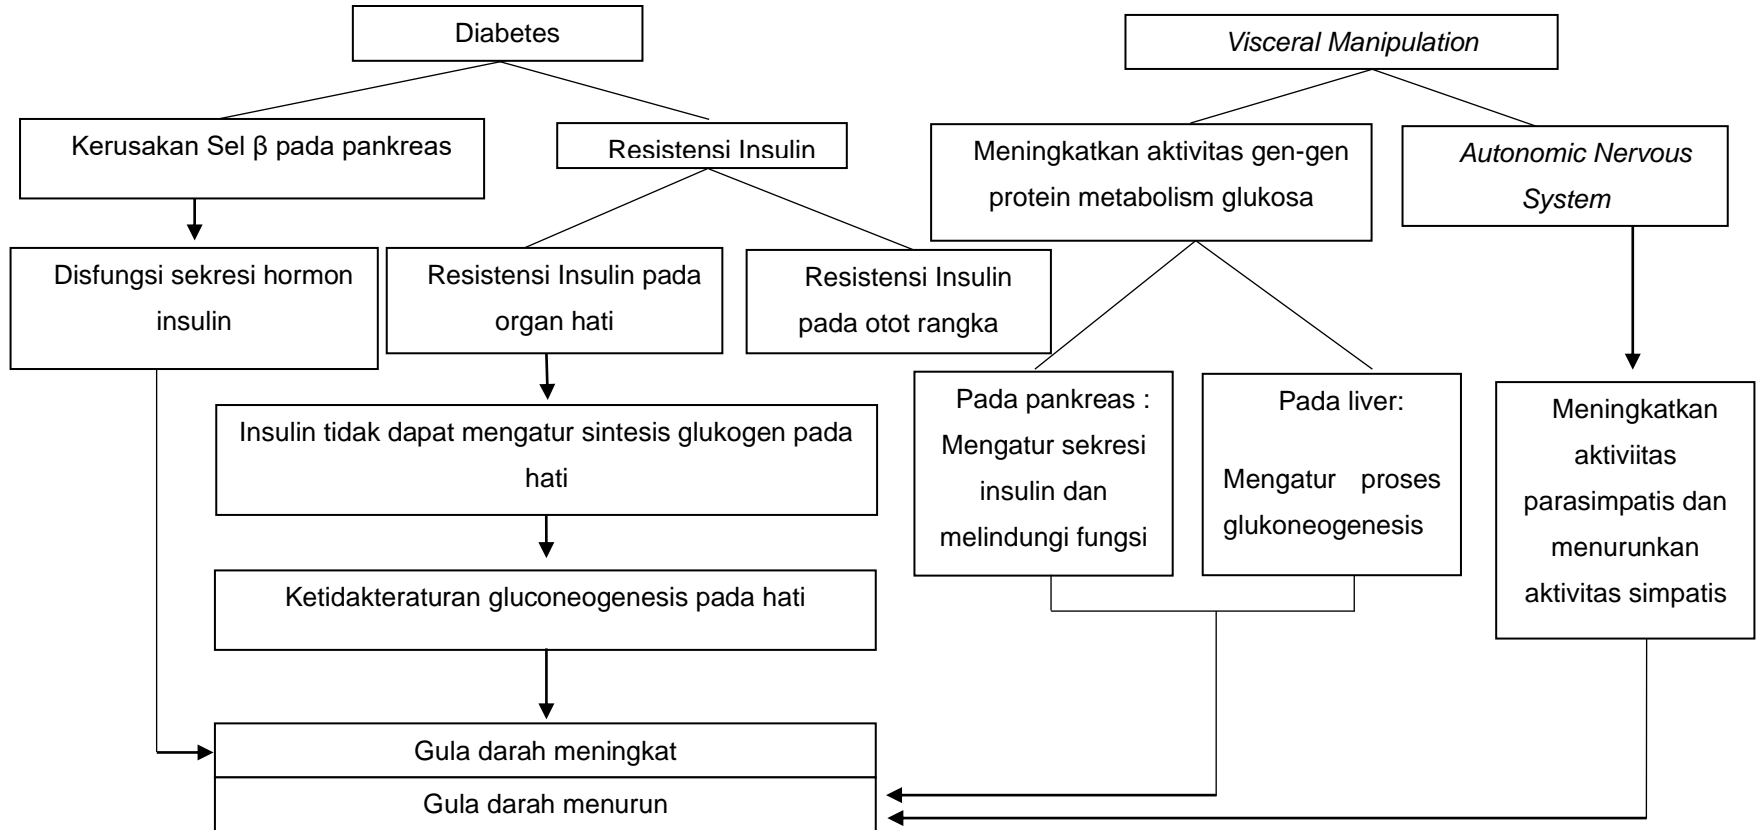 Diabetes
Visceral Manipulation
Kerusakan Sel β pada pankreas
Resistensi Insulin
Meningkatkan aktivitas gen-gen
protein metabolism glukosa
Autonomic Nervous
System
Disfungsi sekresi hormon
insulin
Resistensi Insulin pada
organ hati
Resistensi Insulin
pada otot rangka
Pada pankreas :
Mengatur sekresi
insulin dan
melindungi fungsi
Pada liver:
Mengatur proses
glukoneogenesis
Meningkatkan
aktiviitas
parasimpatis dan
menurunkan
aktivitas simpatis
Insulin tidak dapat mengatur sintesis glukogen pada
hati
Ketidakteraturan gluconeogenesis pada hati
Gula darah meningkat
Gula darah menurun